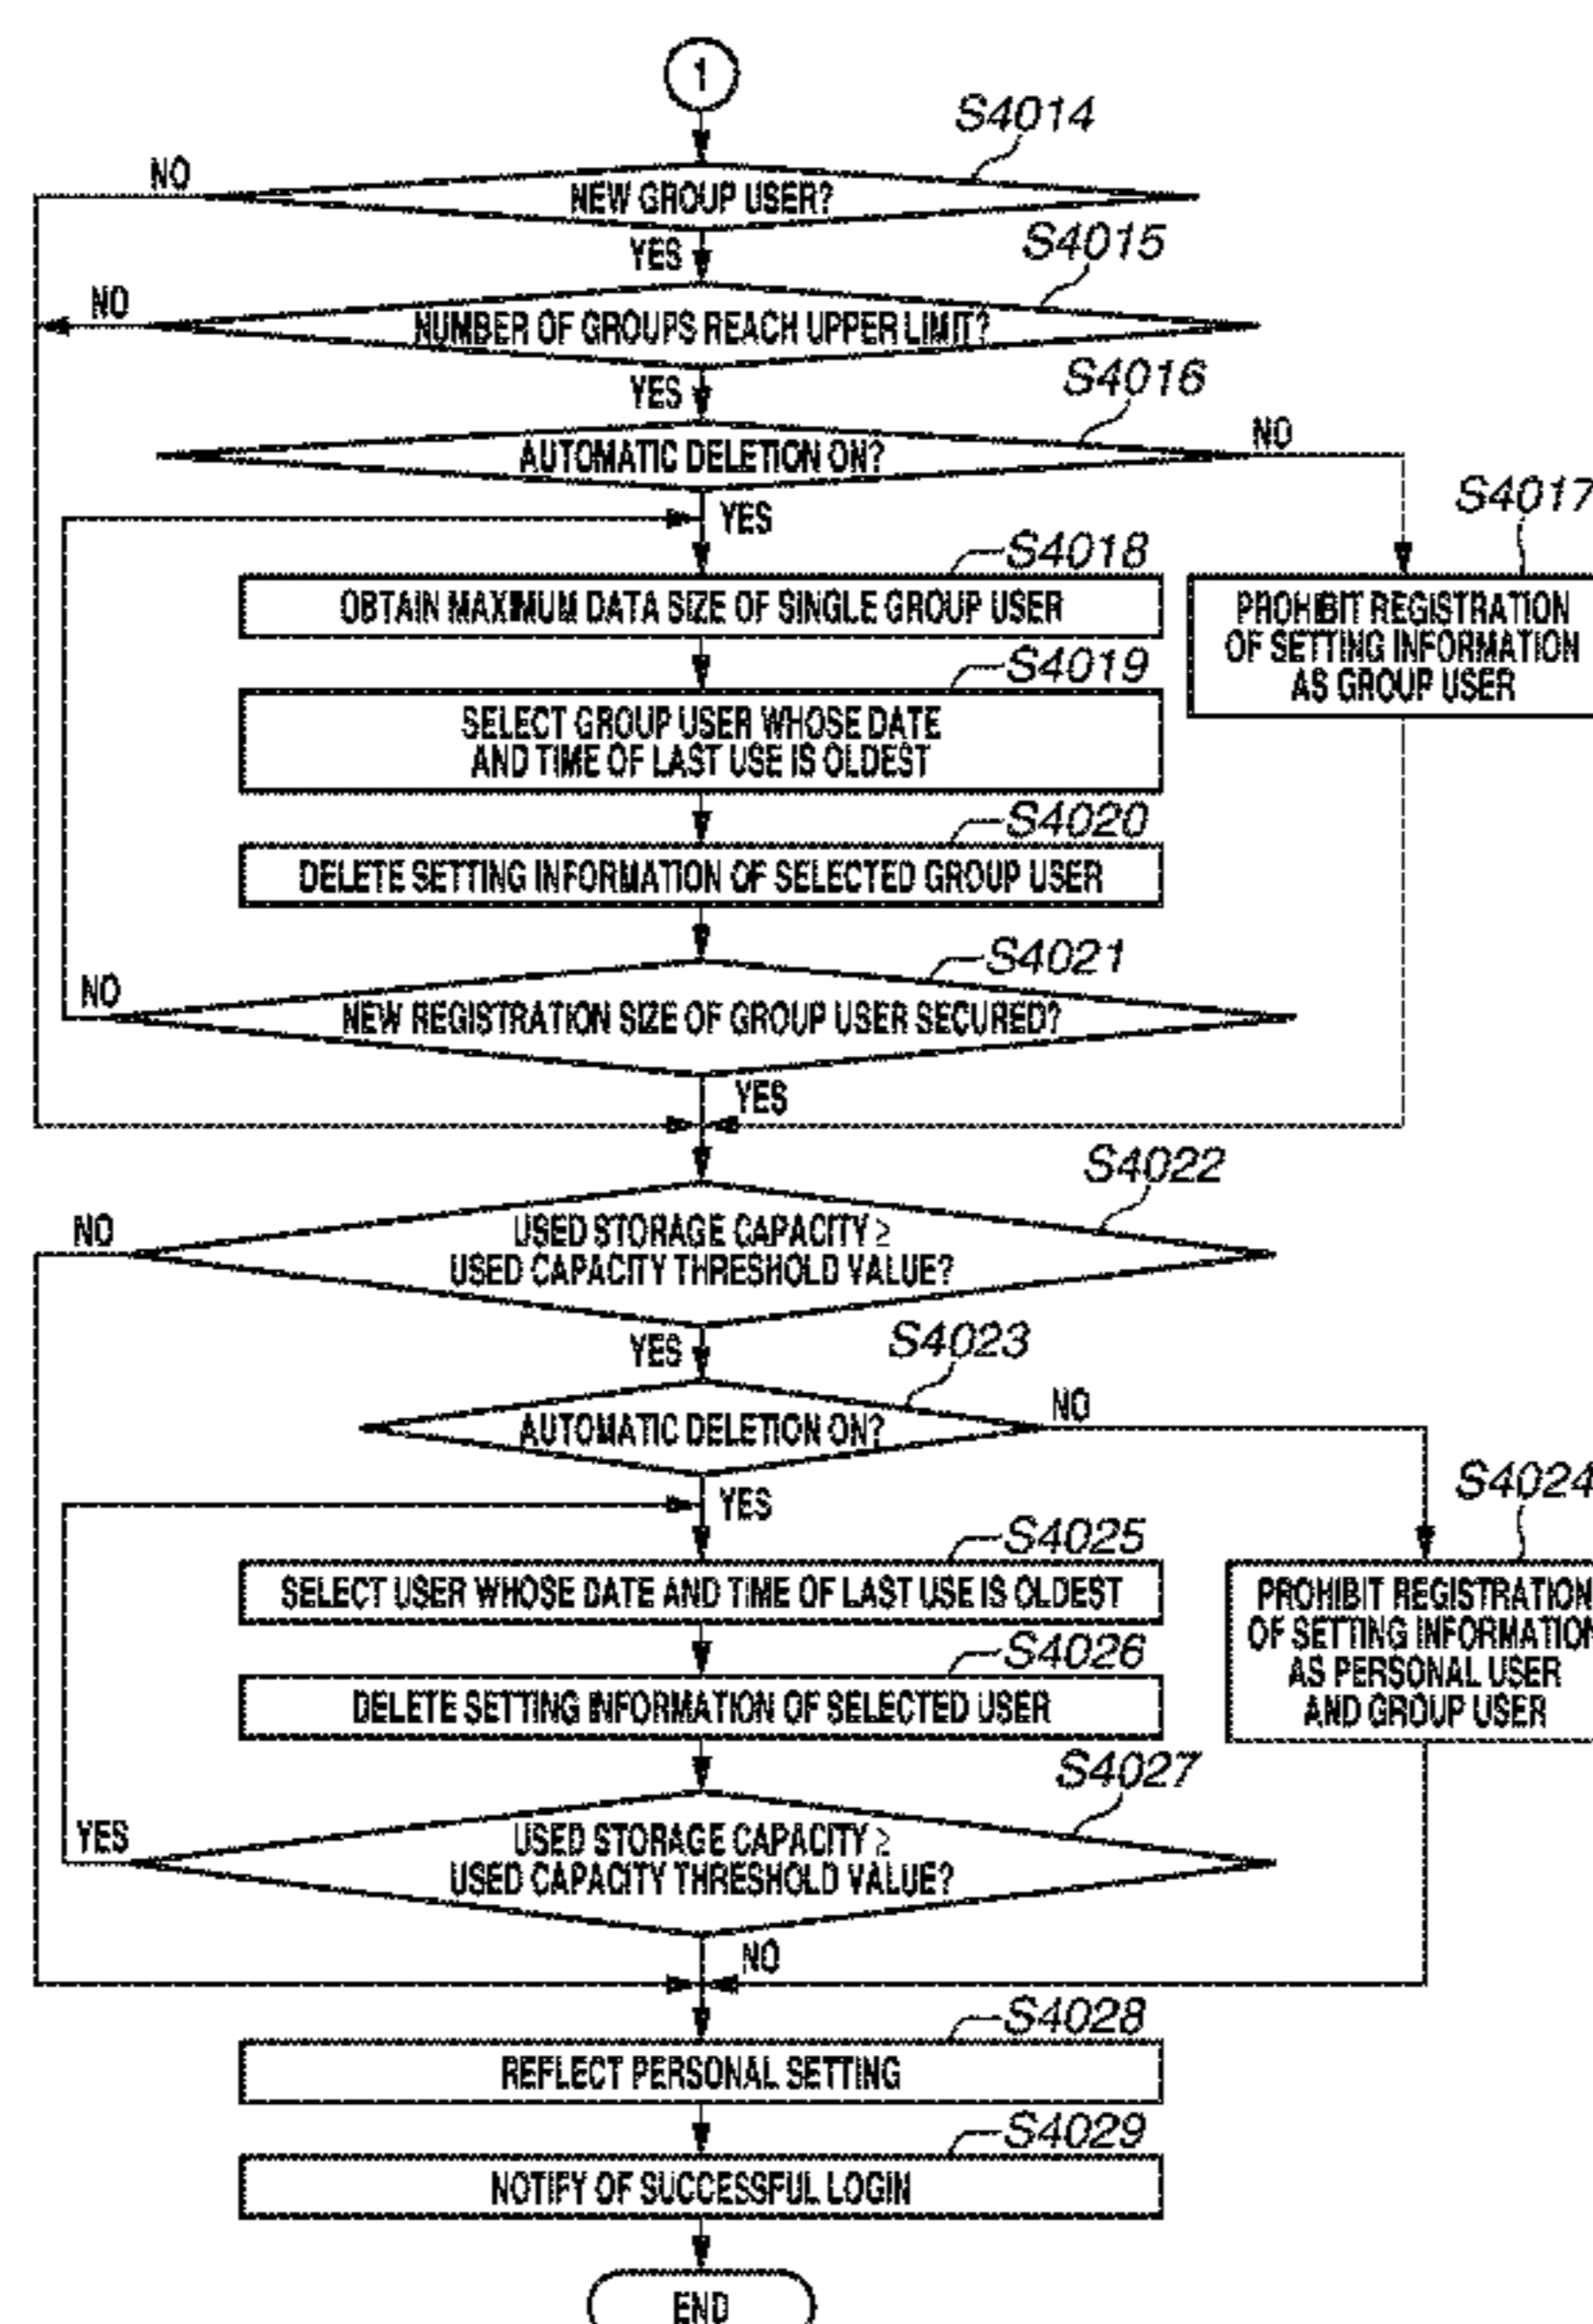 1
S4014
NO
NEW GROUP USER?
YES
S4015
NO
NUMBER OF GROUPS REACH UPPER LIMIT?
YES
S4016
AUTOMATIC DELETION ON?
NO
YES
S4017
S4018
OBTAIN MAXIMUM DATA SIZE OF SINGLE GROUP USER
PROHIBIT REGISTRATION
OF SETTING INFORMATION
AS GROUP USER
S4019
SELECT GROUP USER WHOSE DATE
AND TIME OF LAST USE IS OLDEST
S4020
DELETE SETTING INFORMATION OF SELECTED GROUP USER
S4021
NO
NEW REGISTRATION SIZE OF GROUP USER SECURED?
YES
S4022
NO
USED STORAGE CAPACITY ≥
USED CAPACITY THRESHOLD VALUE?
YES
S4023
AUTOMATIC DELETION ON?
NO
YES
S4024
S4025
SELECT USER WHOSE DATE AND TIME OF LAST USE IS OLDEST
PROHIBIT REGISTRATION
OF SETTING INFORMATION
AS PERSONAL USER
AND GROUP USER
S4026
DELETE SETTING INFORMATION OF SELECTED USER
S4027
YES
USED STORAGE CAPACITY ≥
USED CAPACITY THRESHOLD VALUE?
NO
S4028
REFLECT PERSONAL SETTING
S4029
NOTIFY OF SUCCESSFUL LOGIN
END